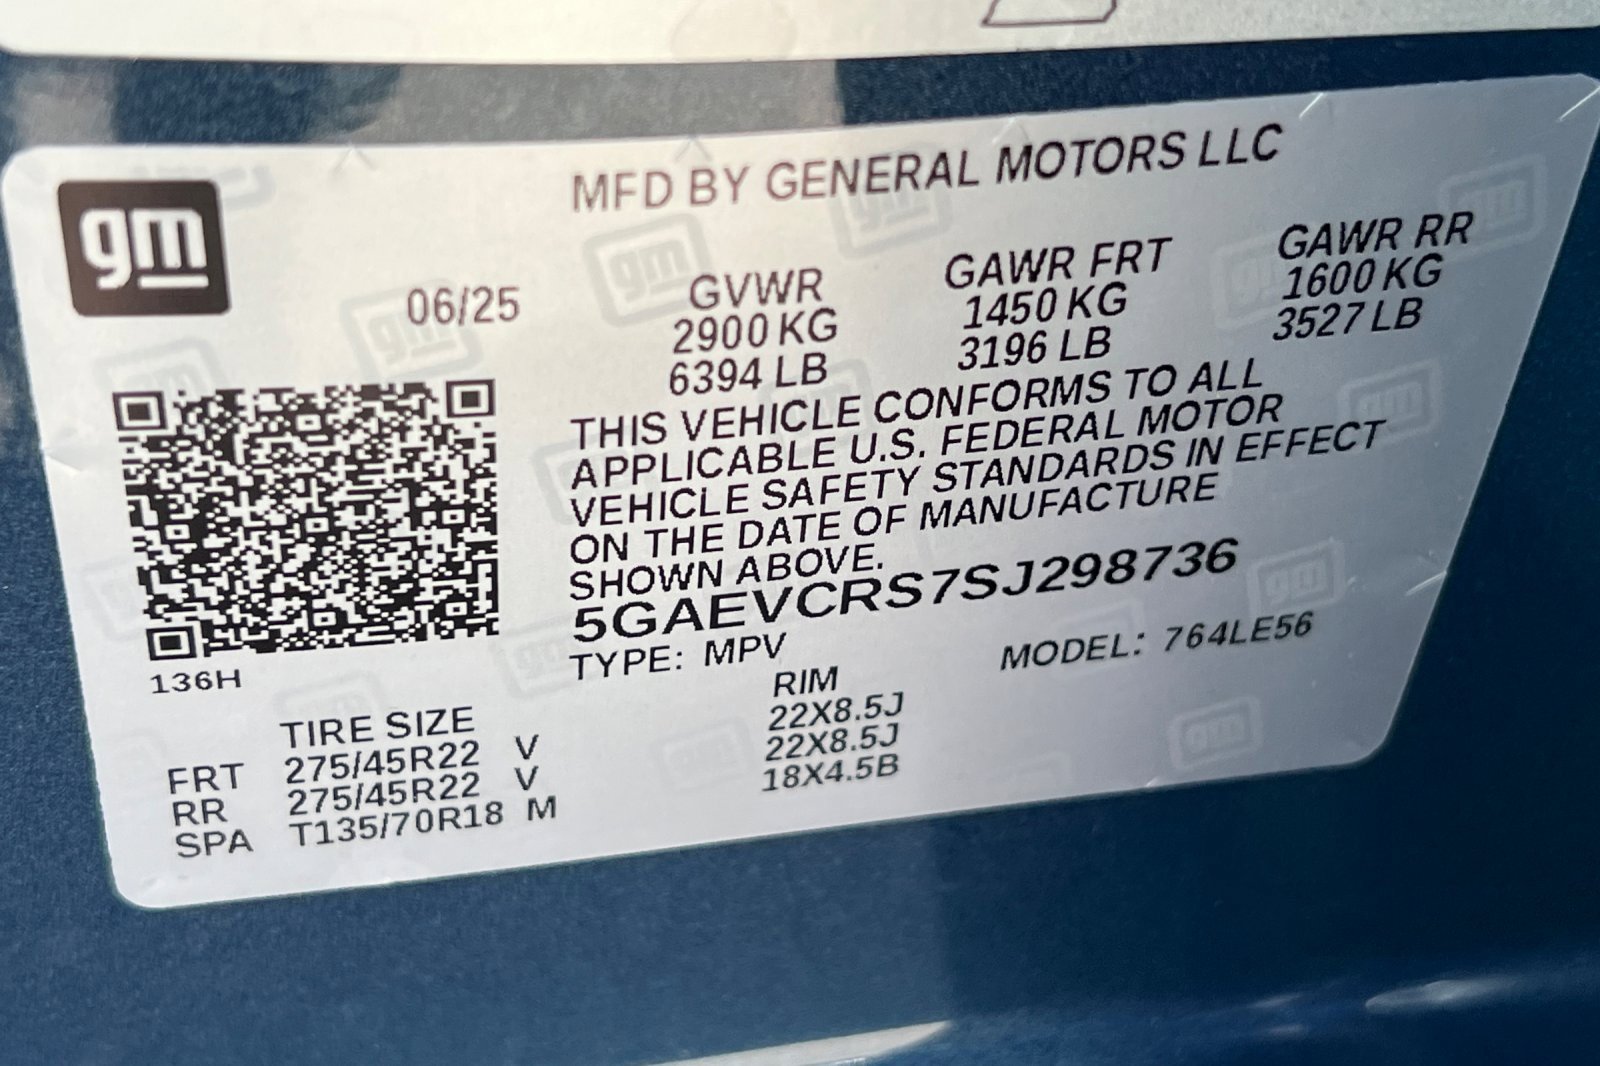 gm
MFD BY GENERAL MOTORS LLC
06/25
GVWR GAWR FRT GAWR RR
2900 KG 1450 KG 1600 KG
6394 LB 3196 LB 3527 LB
THIS VEHICLE CONFORMS TO ALL
APPLICABLE U.S. FEDERAL MOTOR
VEHICLE SAFETY STANDARDS IN EFFECT
ON THE DATE OF MANUFACTURE
SHOWN ABOVE.
5GAEVCRS7SJ298736
TYPE: MPV MODEL: 764LE56
136H
TIRE SIZE RIM
FRT 275/45R22 V 22X8.5J
RR 275/45R22 V 22X8.5J
SPA T135/70R18 M 18X4.5B